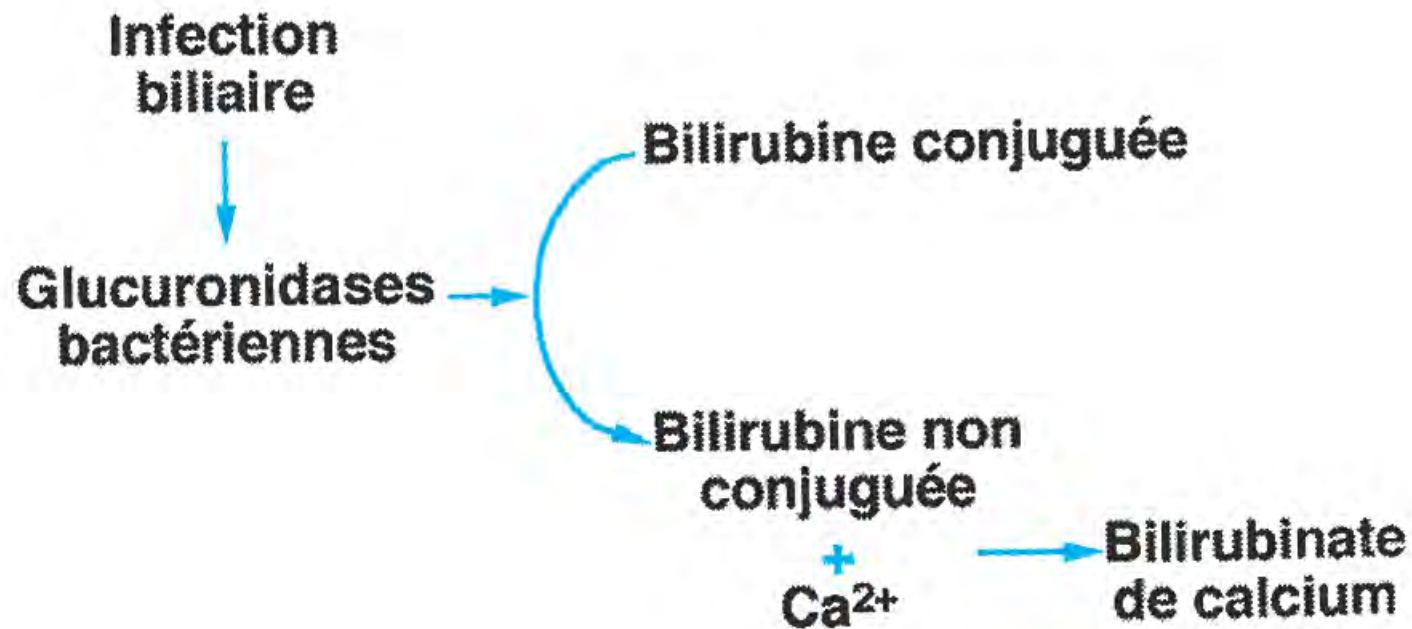 Infection
biliaire
Bilirubine conjuguée
Glucuronidases
bactériennes
Bilirubine non
conjuguée
+
Ca²⁺
Bilirubinate
de calcium